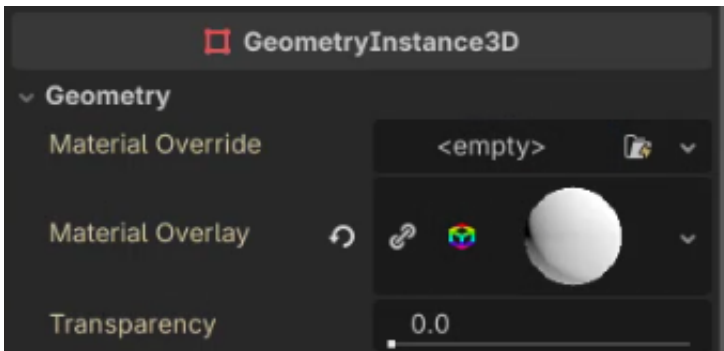 GeometryInstance3D
Geometry
Material Override <empty>
Material Overlay
Transparency 0.0